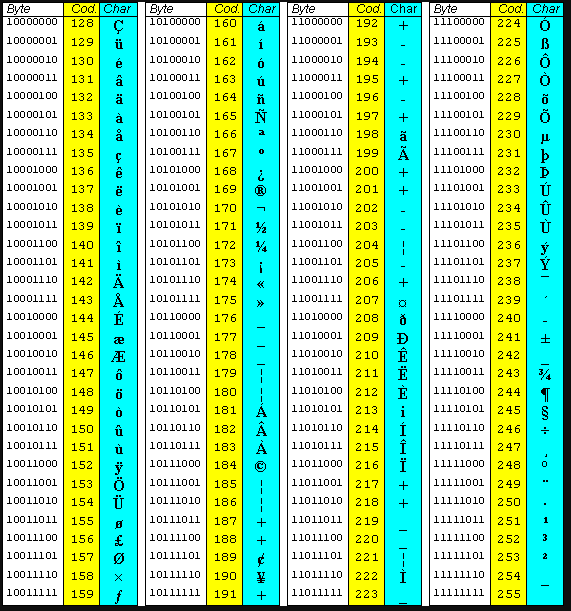 Byte Cod. Char Byte Cod. Char Byte Cod. Char Byte Cod. Char
10000000 128 Ç 10100000 160 á 11000000 192 + 11100000 224 Ó
10000001 129 ü 10100001 161 í 11000001 193 - 11100001 225 ß
10000010 130 é 10100010 162 ó 11000010 194 - 11100010 226 Ô
10000011 131 â 10100011 163 ú 11000011 195 + 11100011 227 Ò
10000100 132 ä 10100100 164 ñ 11000100 196 - 11100100 228 õ
10000101 133 à 10100101 165 Ñ 11000101 197 + 11100101 229 Õ
10000110 134 å 10100110 166 ª 11000110 198 ã 11100110 230 µ
10000111 135 ç 10100111 167 º 11000111 199 Ã 11100111 231 þ
10001000 136 ê 10101000 168 ¿ 11001000 200 + 11101000 232 Þ
10001001 137 ë 10101001 169 ® 11001001 201 + 11101001 233 Ú
10001010 138 è 10101010 170 ¬ 11001010 202 - 11101010 234 Û
10001011 139 ï 10101011 171 ½ 11001011 203 - 11101011 235 Ù
10001100 140 î 10101100 172 ¼ 11001100 204 ¦ 11101100 236 ý
10001101 141 ì 10101101 173 ¡ 11001101 205 - 11101101 237 Ý
10001110 142 Ä 10101110 174 « 11001110 206 + 11101110 238 ¯
10001111 143 Å 10101111 175 » 11001111 207 ¤ 11101111 239 ´
10010000 144 É 10110000 176 _ 11010000 208 ð 11110000 240 -
10010001 145 æ 10110001 177 _ 11010001 209 Ð 11110001 241 ±
10010010 146 Æ 10110010 178 _ 11010010 210 Ê 11110010 242 _
10010011 147 ô 10110011 179 ¦ 11010011 211 Ë 11110011 243 ¾
10010100 148 ö 10110100 180 ¦ 11010100 212 È 11110100 244 ¶
10010101 149 ò 10110101 181 Á 11010101 213 i 11110101 245 §
10010110 150 û 10110110 182 Â 11010110 214 Í 11110110 246 ÷
10010111 151 ù 10110111 183 À 11010111 215 Î 11110111 247 ¸
10011000 152 ÿ 10111000 184 © 11011000 216 Ï 11111000 248 °
10011001 153 Ö 10111001 185 ¦ 11011001 217 + 11111001 249 ¨
10011010 154 Ü 10111010 186 ¦ 11011010 218 + 11111010 250 ·
10011011 155 ø 10111011 187 + 11011011 219 _ 11111011 251 ¹
10011100 156 £ 10111100 188 + 11011100 220 _ 11111100 252 ³
10011101 157 Ø 10111101 189 ¢ 11011101 221 ¦ 11111101 253 ²
10011110 158 × 10111110 190 ¥ 11011110 222 Ì 11111110 254 _
10011111 159 ƒ 10111111 191 + 11011111 223 _ 11111111 255